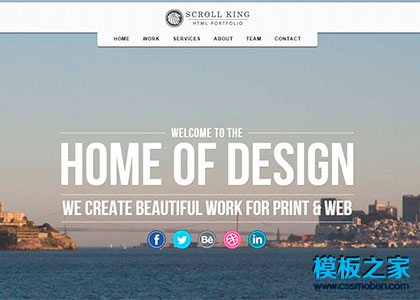 SCROLL KING
HTML PORTFOLIO
HOME WORK SERVICES ABOUT TEAM CONTACT
WELCOME TO THE
HOME OF DESIGN
WE CREATE BEAUTIFUL WORK FOR PRINT & WEB
f Bē in
模板之家
www.cssmoban.com